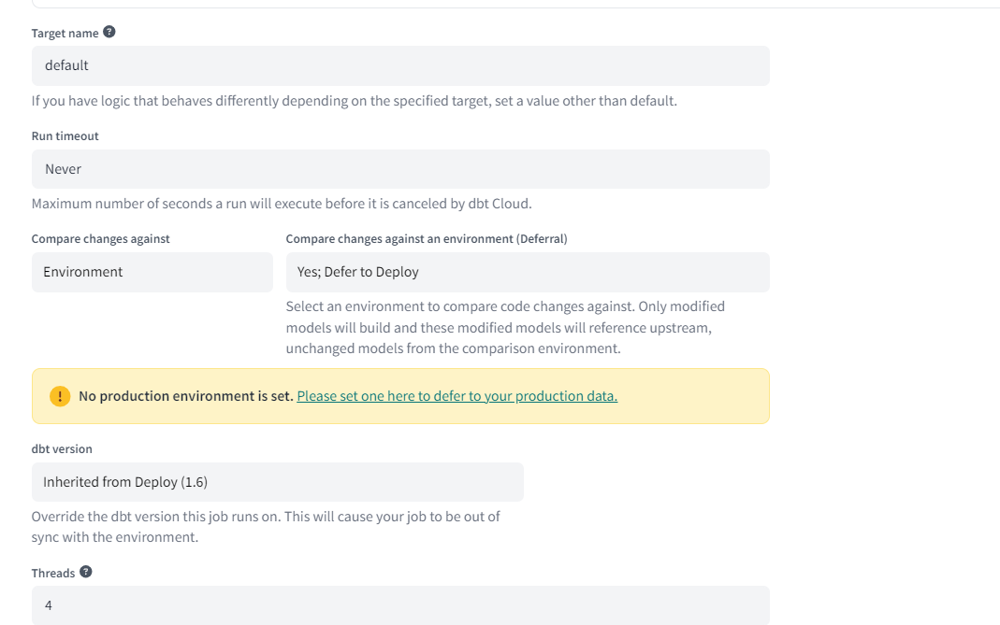 Target name ?
default
If you have logic that behaves differently depending on the specified target, set a value other than default.
Run timeout
Never
Maximum number of seconds a run will execute before it is canceled by dbt Cloud.
Compare changes against
Environment
Compare changes against an environment (Deferral)
Yes; Defer to Deploy
Select an environment to compare code changes against. Only modified
models will build and these modified models will reference upstream,
unchanged models from the comparison environment.
! No production environment is set. Please set one here to defer to your production data.
dbt version
Inherited from Deploy (1.6)
Override the dbt version this job runs on. This will cause your job to be out of
sync with the environment.
Threads ?
4